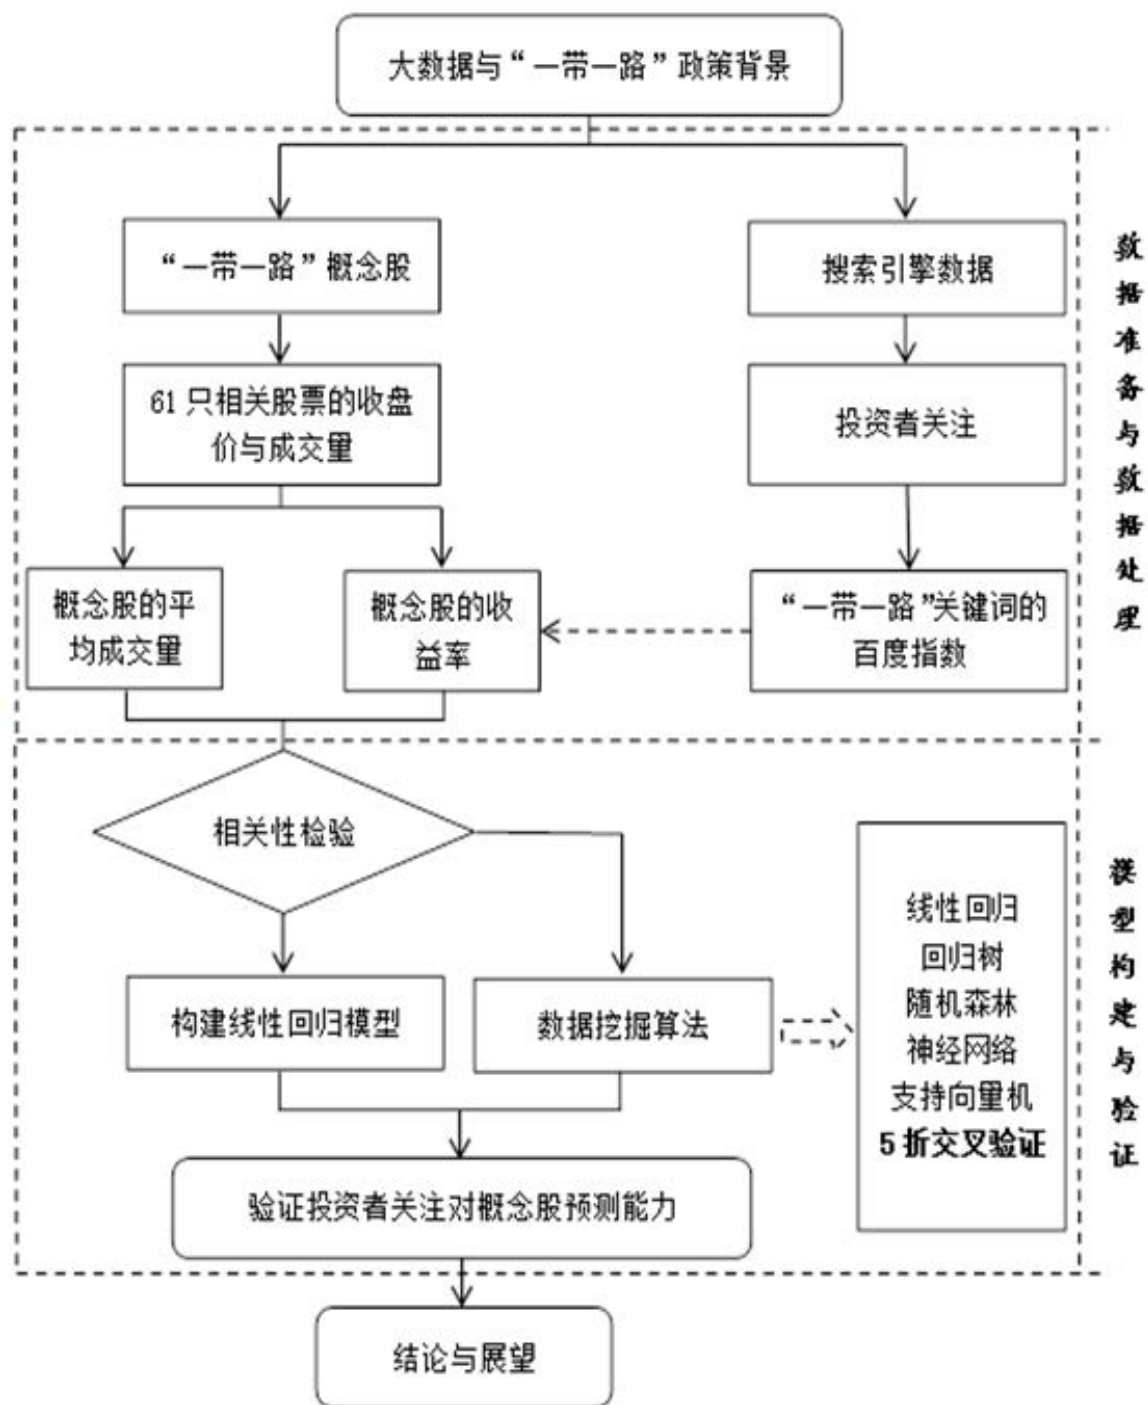 大数据与“一带一路”政策背景
“一带一路”概念股
搜索引擎数据
61 只相关股票的收盘
价与成交量
投资者关注
概念股的平
均成交量
概念股的收
益率
“一带一路”关键词的
百度指数
数据准备与数据处理
相关性检验
构建线性回归模型
数据挖掘算法
线性回归
回归树
随机森林
神经网络
支持向量机
5 折交叉验证
模型构建与验证
验证投资者关注对概念股预测能力
结论与展望